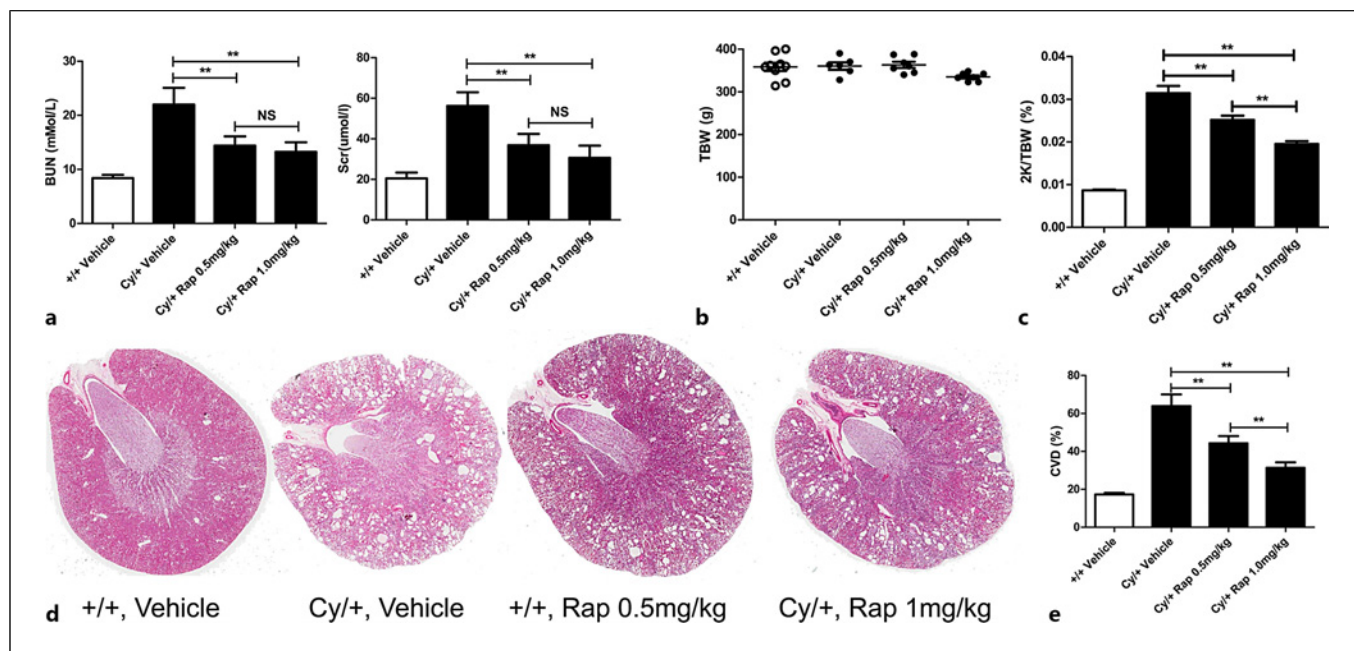 **
**
NS
BUN (mMol/L)
30
20
10
0
+/+ Vehicle
Cy/+ Vehicle
Cy/+ Rap 0.5mg/kg
Cy/+ Rap 1.0mg/kg
a
**
**
NS
Scr(umol/l)
80
60
40
20
0
+/+ Vehicle
Cy/+ Vehicle
Cy/+ Rap 0.5mg/kg
Cy/+ Rap 1.0mg/kg
TBW (g)
400
300
200
100
0
+/+ Vehicle
Cy/+ Vehicle
Cy/+ Rap 0.5mg/kg
Cy/+ Rap 1.0mg/kg
b
**
**
**
2K/TBW (%)
0.04
0.03
0.02
0.01
0.00
+/+ Vehicle
Cy/+ Vehicle
Cy/+ Rap 0.5mg/kg
Cy/+ Rap 1.0mg/kg
c
d
+/+, Vehicle
Cy/+, Vehicle
+/+, Rap 0.5mg/kg
Cy/+, Rap 1mg/kg
**
**
**
CVD (%)
80
60
40
20
0
+/+ Vehicle
Cy/+ Vehicle
Cy/+ Rap 0.5mg/kg
Cy/+ Rap 1.0mg/kg
e